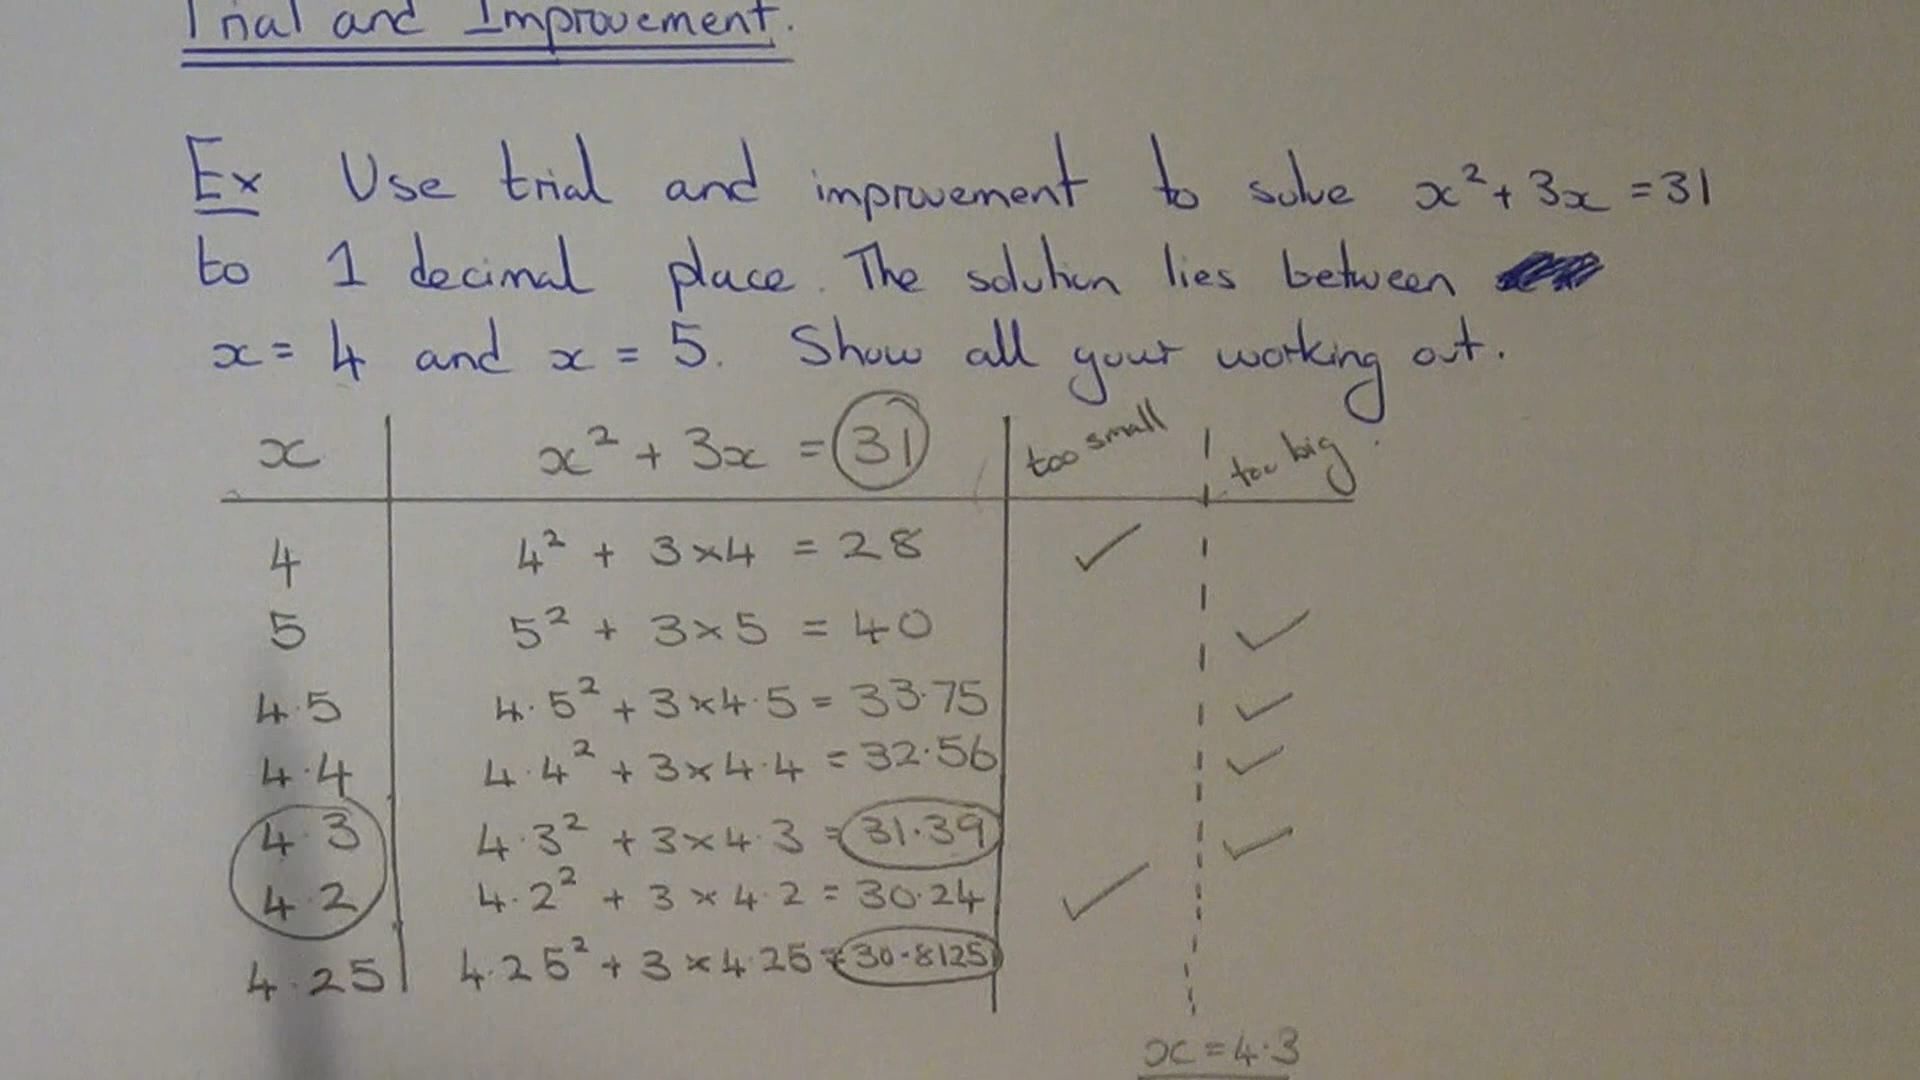 Trial and Improvement.
Ex Use trial and improvement to solve x² + 3x = 31
to 1 decimal place. The solution lies between
x = 4 and x = 5. Show all your working out.
x x² + 3x = 31 too small too big
4 4² + 3×4 = 28 ✓
5 5² + 3×5 = 40 ✓
4·5 4·5² + 3×4·5 = 33·75 ✓
4·4 4·4² + 3×4·4 = 32·56 ✓
4·3 4·3² + 3×4·3 = 31·39 ✓
4·2 4·2² + 3×4·2 = 30·24 ✓
4·25 4·25² + 3×4·25 = 30·8125
x = 4·3